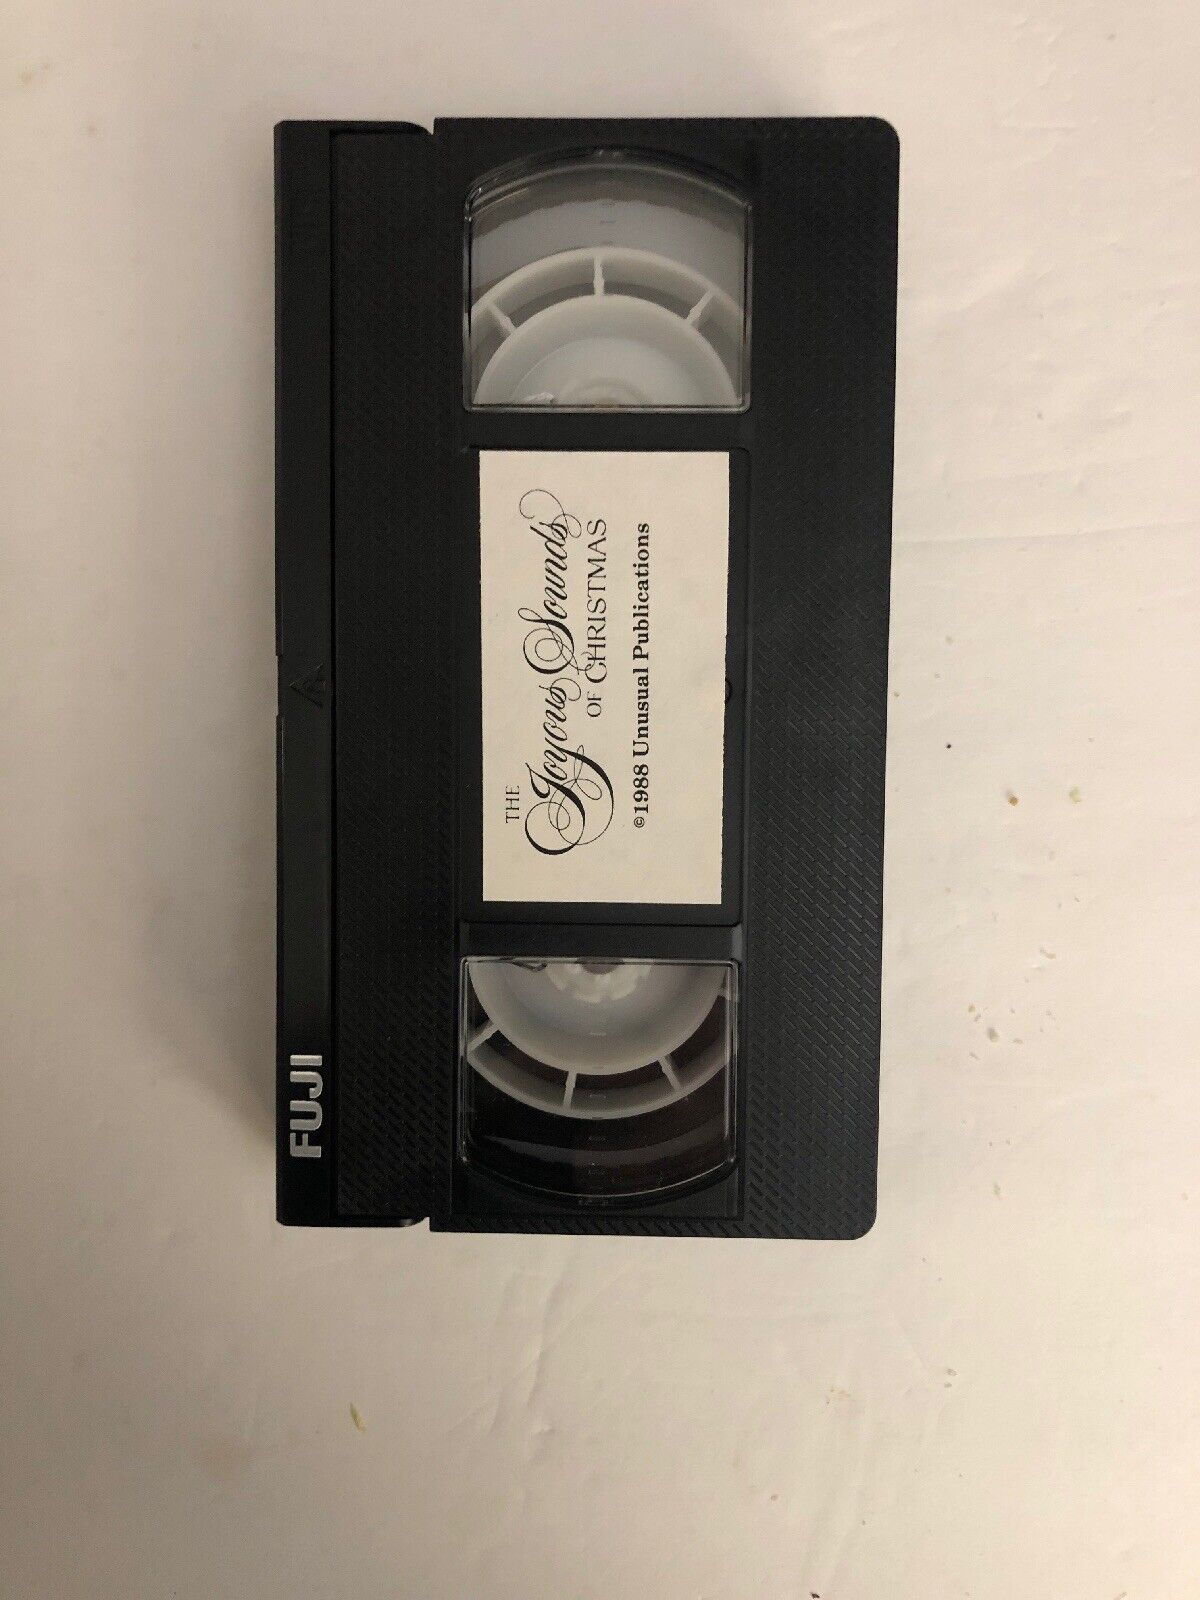 THE
Joyous Sounds
OF CHRISTMAS
©1988 Unusual Publications
FUJI